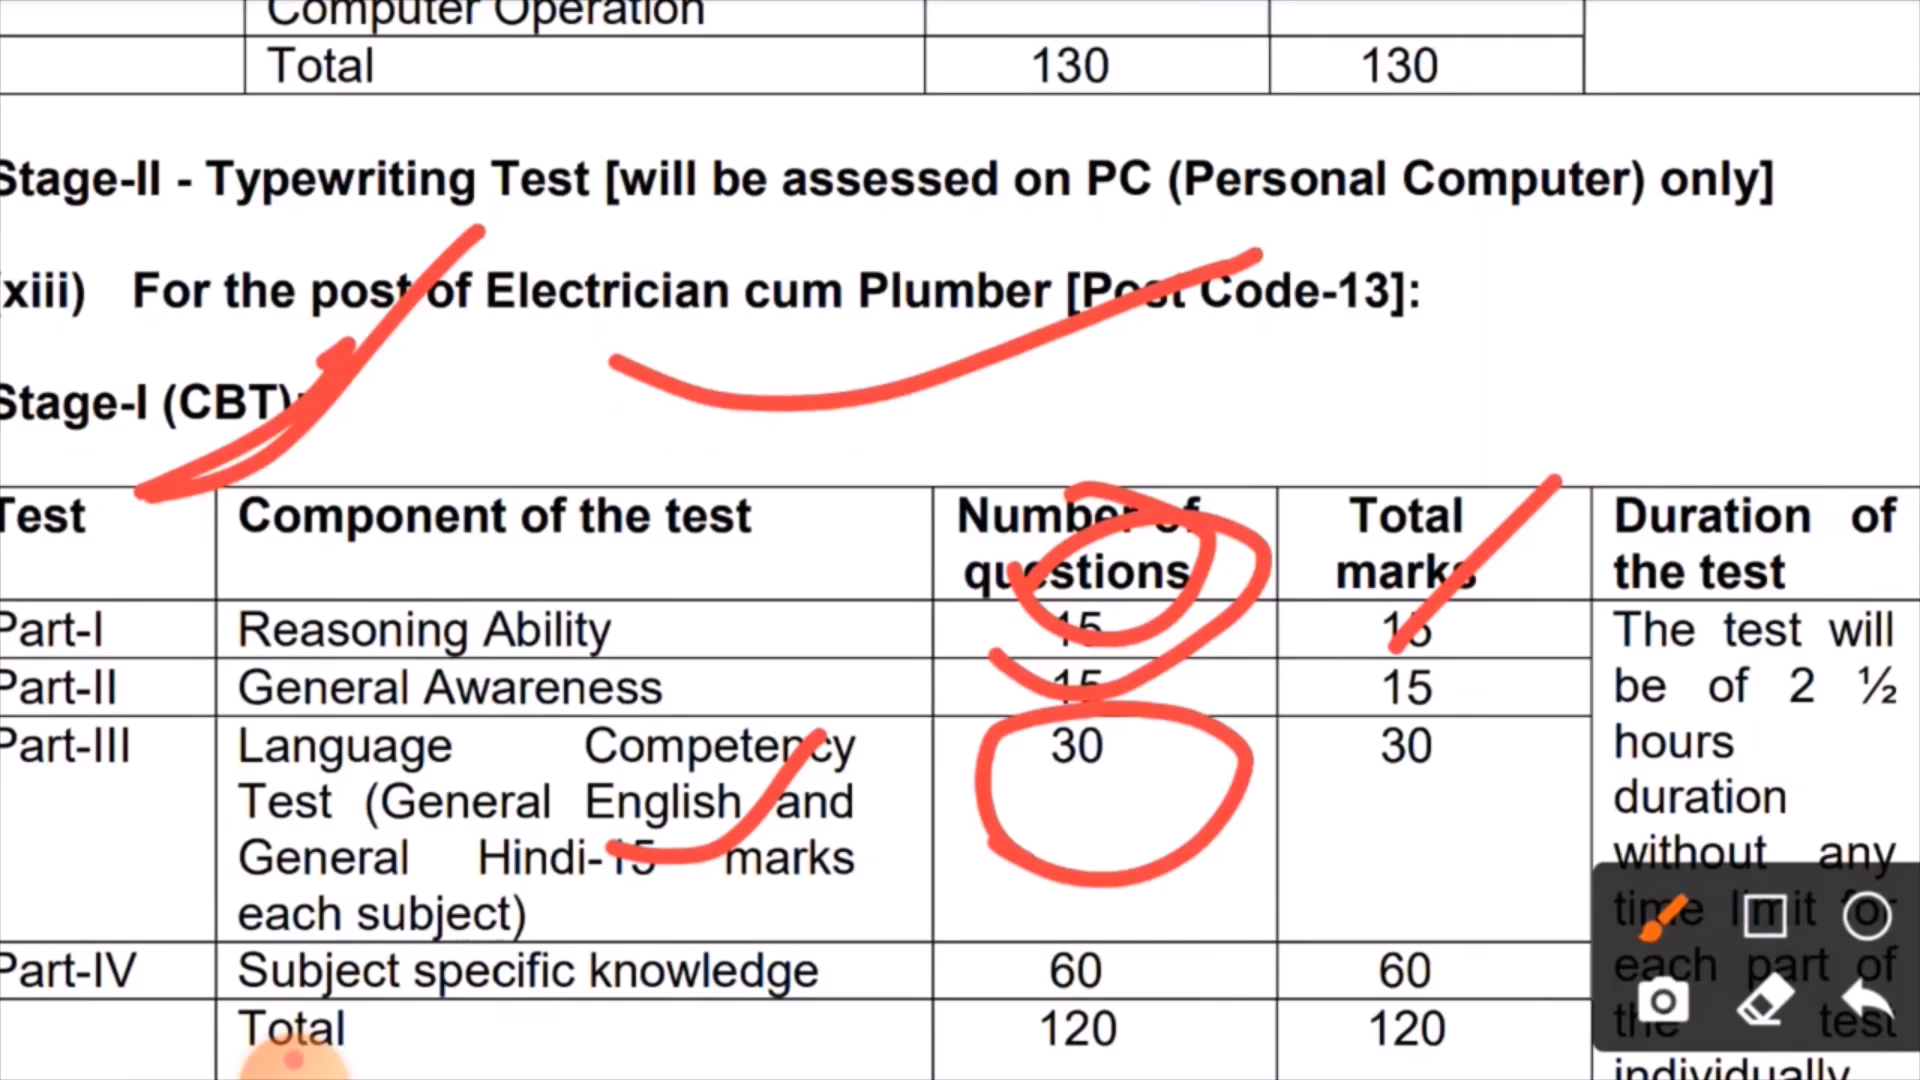 Computer Operation
Total 130 130
Stage-II - Typewriting Test [will be assessed on PC (Personal Computer) only]
(xiii) For the post of Electrician cum Plumber [Post Code-13]:
Stage-I (CBT):
Test Component of the test Number of questions Total marks Duration of the test
Part-I Reasoning Ability 15 15
Part-II General Awareness 15 15
Part-III Language Competency 30 30
Test (General English and
General Hindi-15 marks
each subject)
Part-IV Subject specific knowledge 60 60
Total 120 120
The test will
be of 2 ½
hours
duration
without any
time limit for
each part of
the test
individually